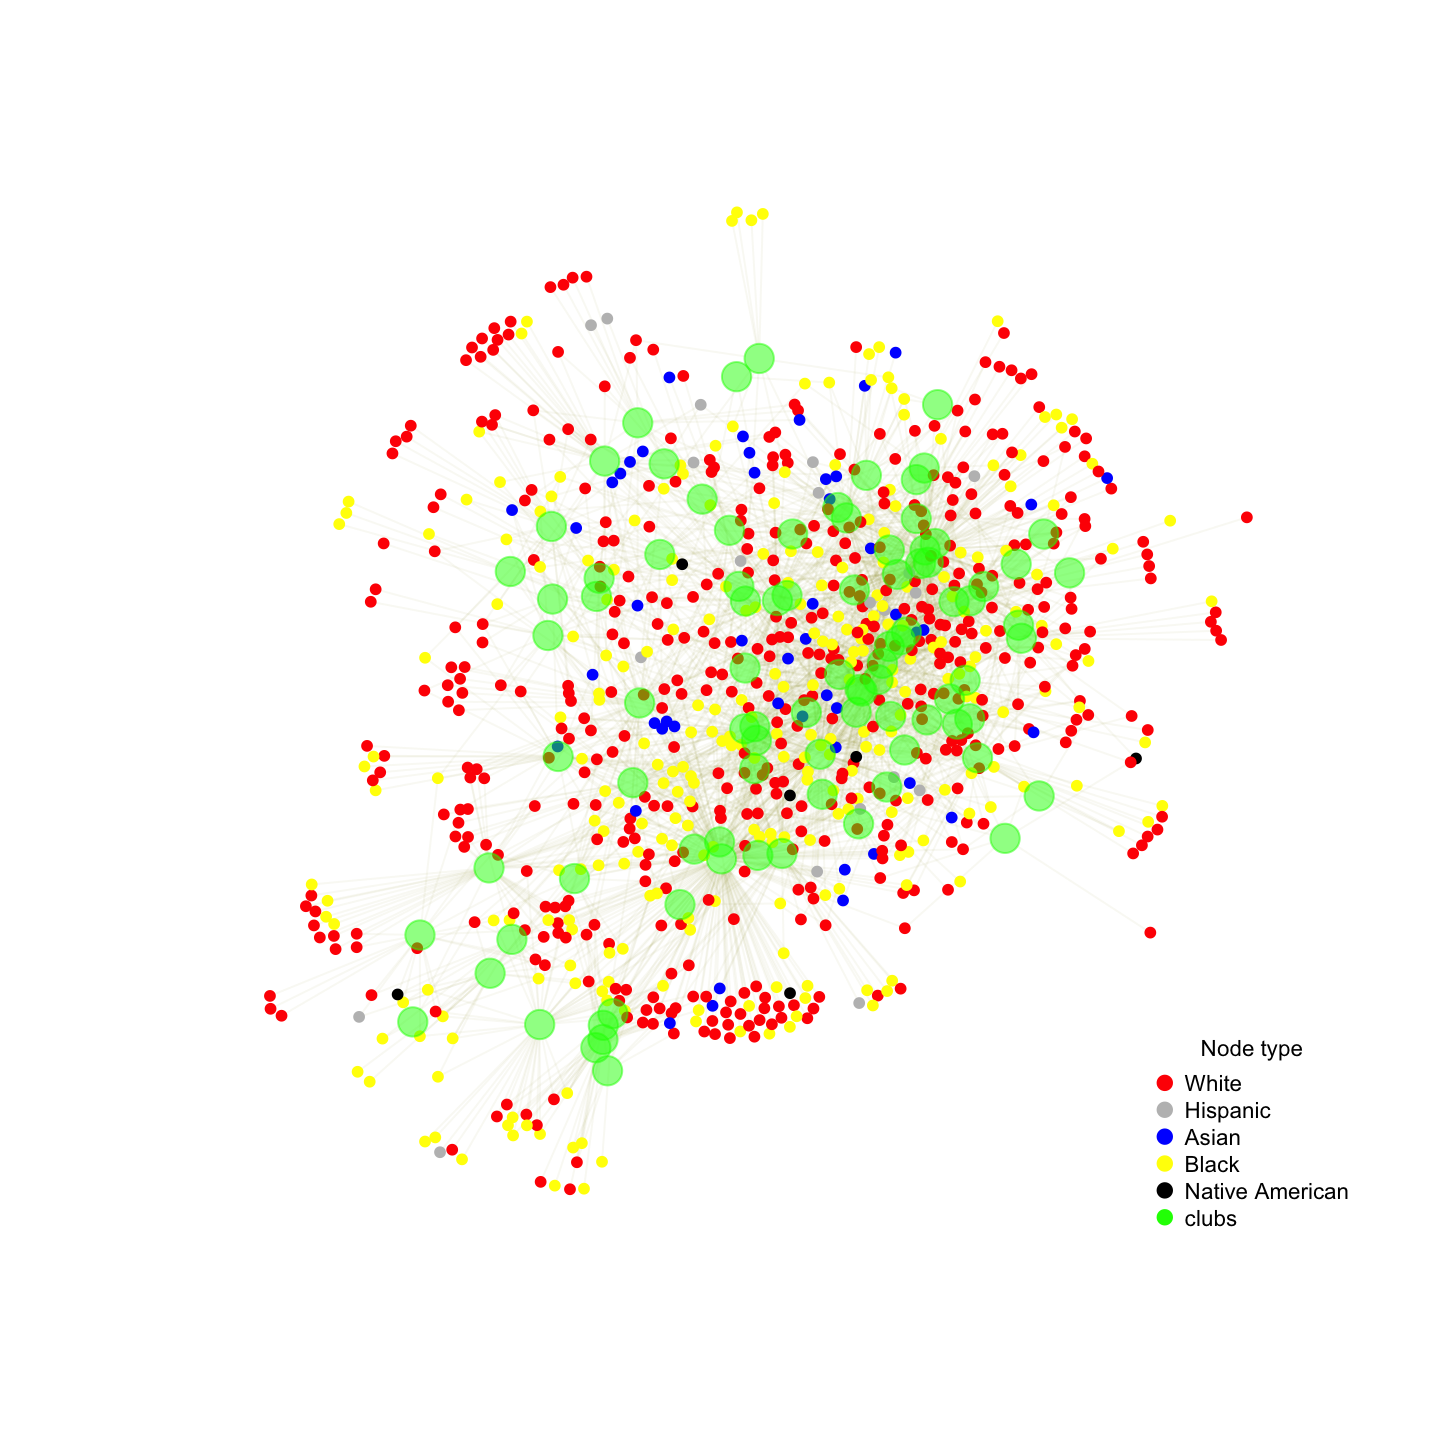 Node type
White
Hispanic
Asian
Black
Native American
clubs